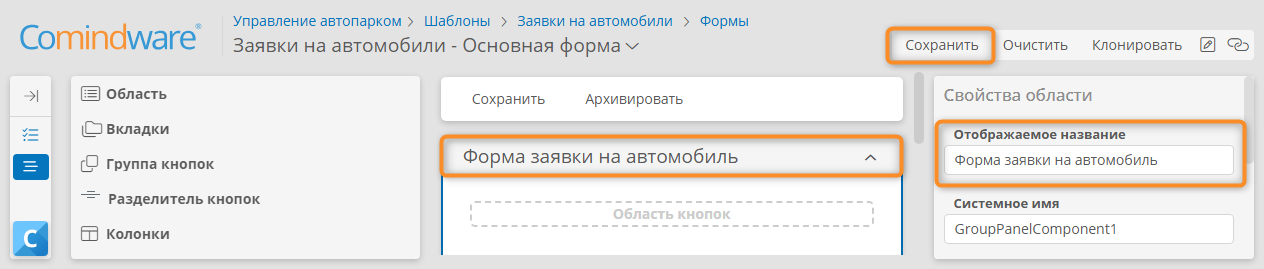 Comindware®
Управление автопарком > Шаблоны > Заявки на автомобили > Формы
Заявки на автомобили - Основная форма
Сохранить Очистить Клонировать
Область
Вкладки
Группа кнопок
Разделитель кнопок
Колонки
C
Сохранить Архивировать
Форма заявки на автомобиль
Область кнопок
Свойства области
Отображаемое название
Форма заявки на автомобиль
Системное имя
GroupPanelComponent1